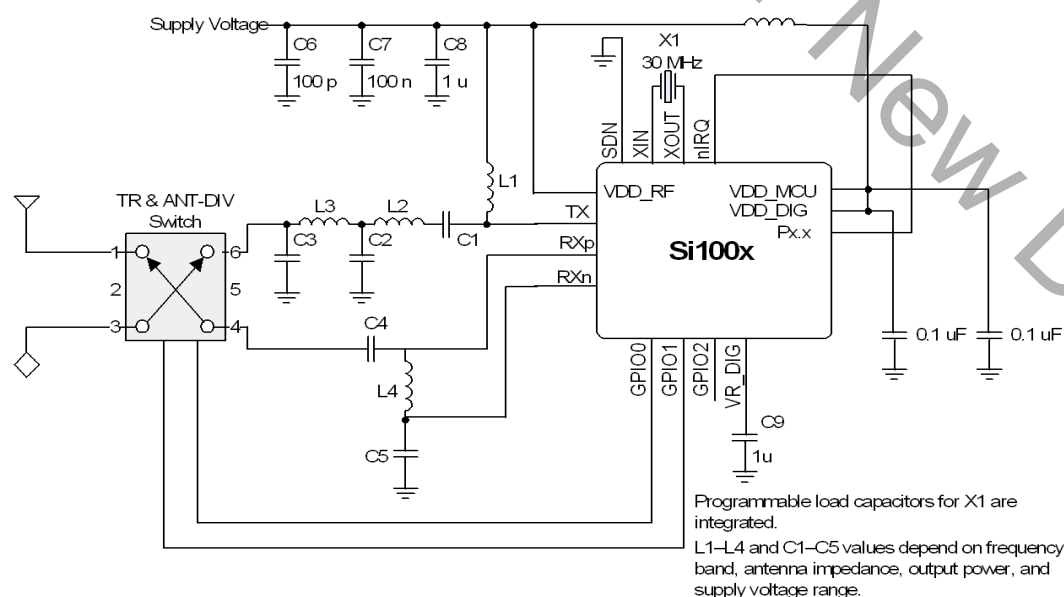 Supply Voltage
C6
C7
C8
100 p
100 n
1 u
X1
30 MHz
SDN
XIN
XOUT
nIRQ
L1
VDD_RF
VDD_MCU
VDD_DIG
Px.x
TX
RXp
RXn
Si100x
TR & ANT-DIV
Switch
L3
L2
C3
C2
C1
1
2
3
6
5
4
C4
L4
C5
GPIO0
GPIO1
GPIO2
VR_DIG
0.1 uF
0.1 uF
C9
1u
Programmable load capacitors for X1 are
integrated.
L1–L4 and C1–C5 values depend on frequency
band, antenna impedance, output power, and
supply voltage range.
New